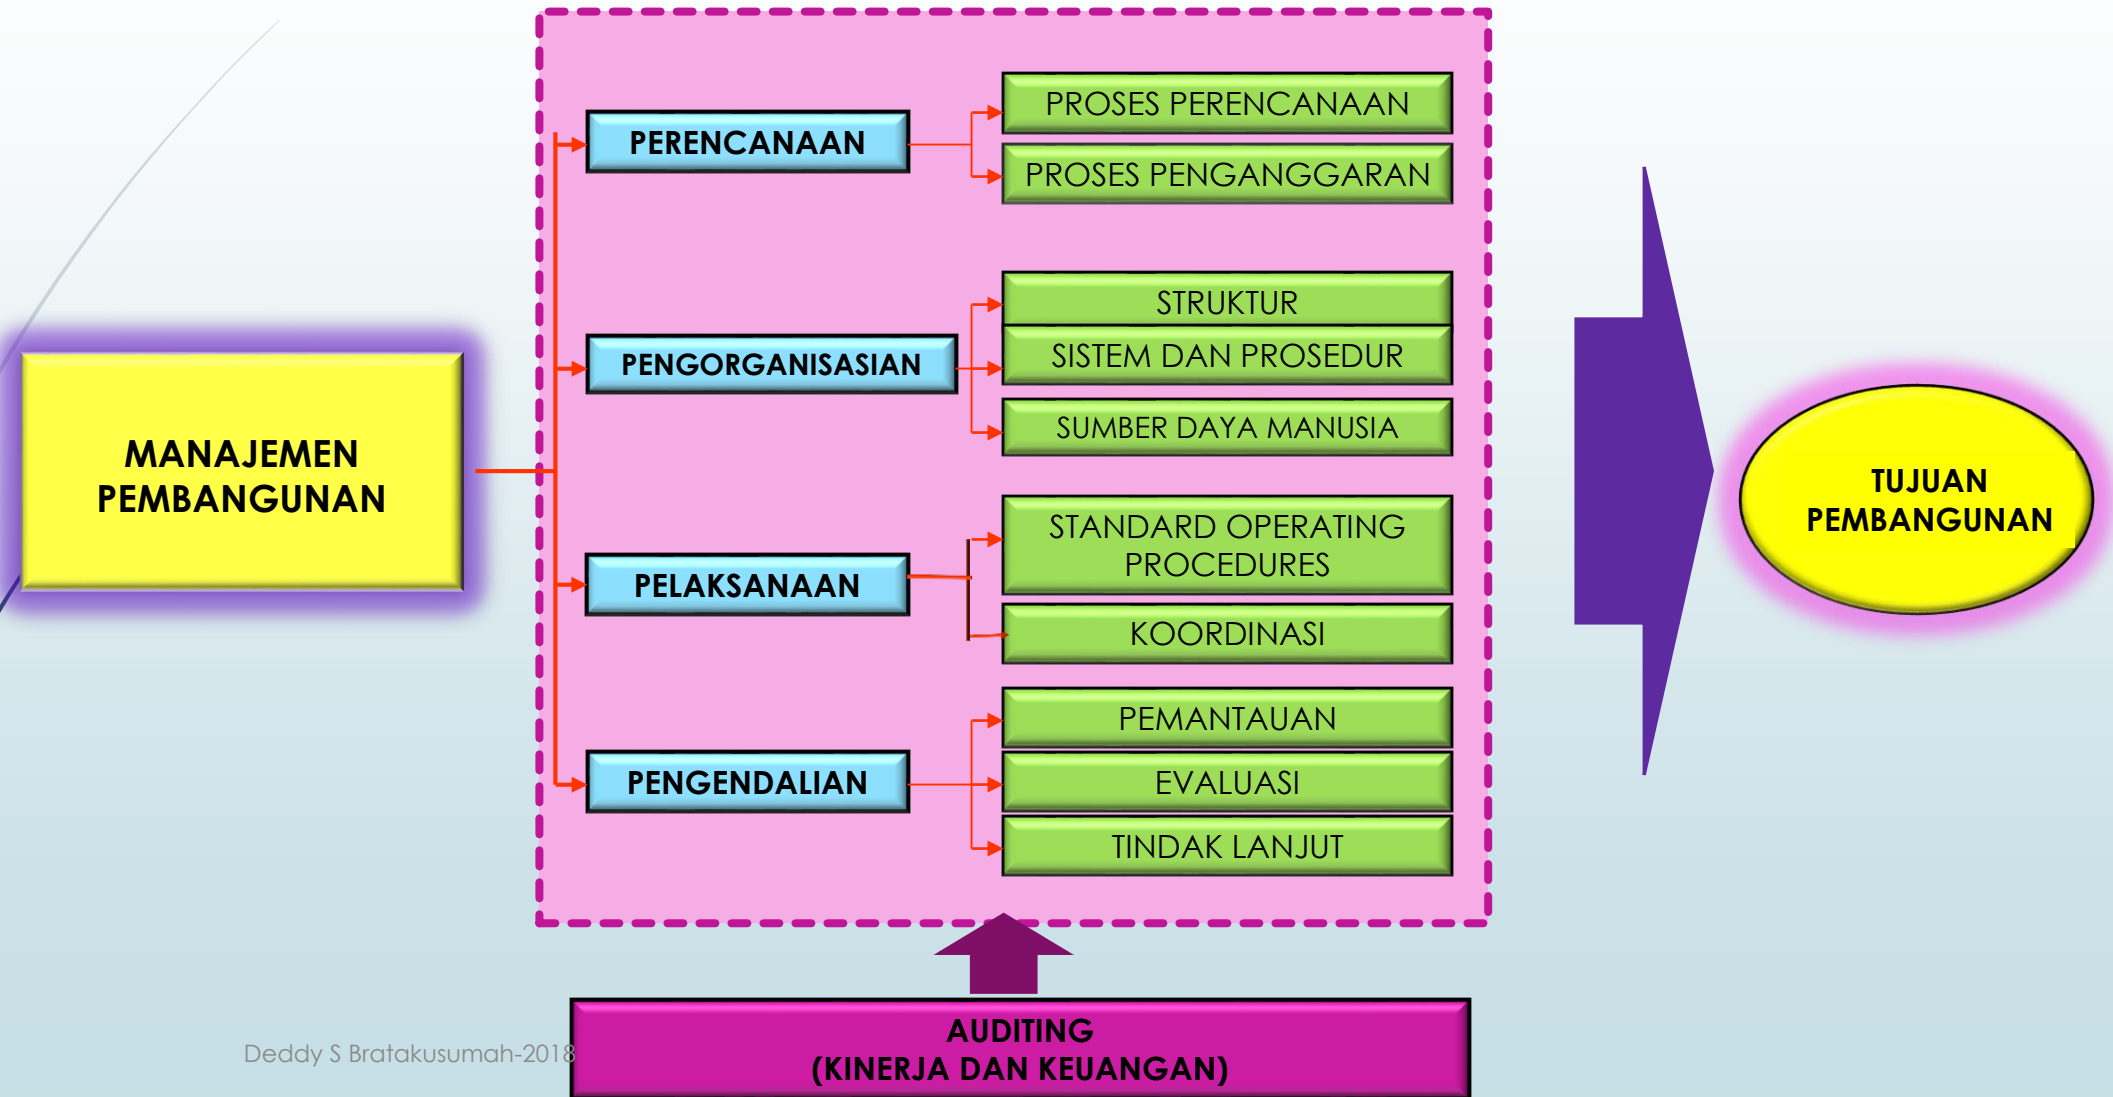 MANAJEMEN
PEMBANGUNAN
PERENCANAAN
PROSES PERENCANAAN
PROSES PENGANGGARAN
PENGORGANISASIAN
STRUKTUR
SISTEM DAN PROSEDUR
SUMBER DAYA MANUSIA
PELAKSANAAN
STANDARD OPERATING
PROCEDURES
KOORDINASI
PENGENDALIAN
PEMANTAUAN
EVALUASI
TINDAK LANJUT
TUJUAN
PEMBANGUNAN
AUDITING
(KINERJA DAN KEUANGAN)
Deddy S Bratakusumah-2018